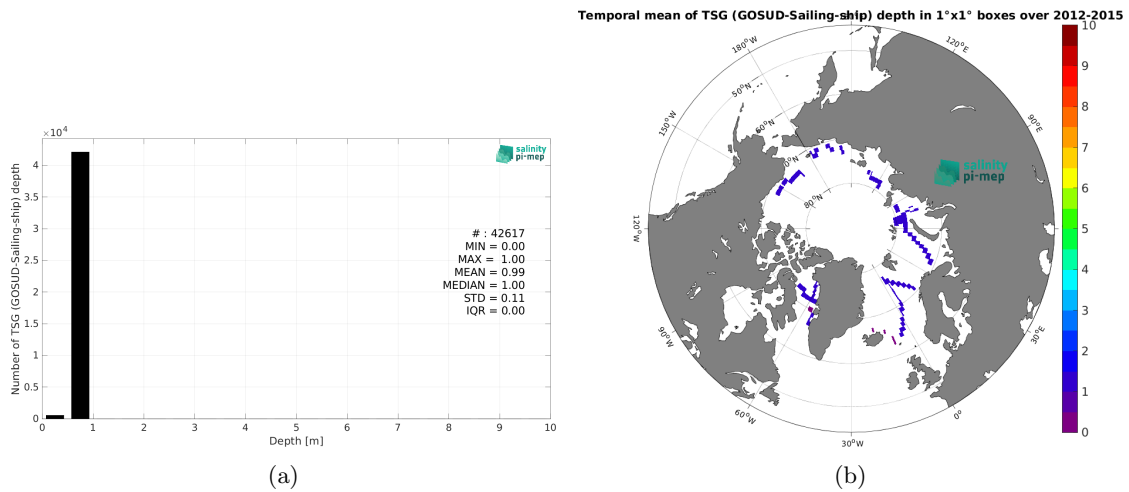 Temporal mean of TSG (GOSUD-Sailing-ship) depth in 1°x1° boxes over 2012-2015
×10⁴
Number of TSG (GOSUD-Sailing-ship) depth
4
3.5
3
2.5
2
1.5
1
0.5
0
0 1 2 3 4 5 6 7 8 9 10
Depth [m]
salinity
pi-mep
# : 42617
MIN = 0.00
MAX = 1.00
MEAN = 0.99
MEDIAN = 1.00
STD = 0.11
IQR = 0.00
(a)
180°W
120°E
150°W
90°E
120°W
90°W
60°W
30°W
0°
30°E
50°N
60°N
0°N
80°N
salinity
pi-mep
10
9
8
7
6
5
4
3
2
1
0
(b)